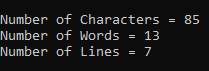 Number of Characters = 85
Number of Words = 13
Number of Lines = 7